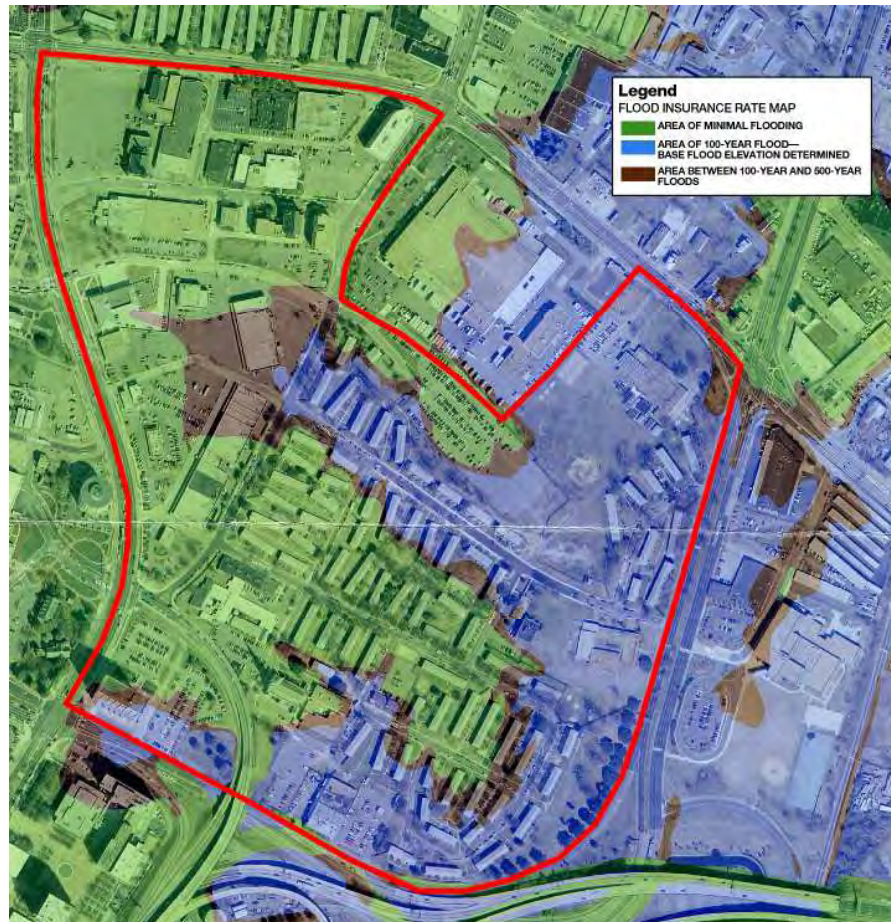 Legend
FLOOD INSURANCE RATE MAP
AREA OF MINIMAL FLOODING
AREA OF 100-YEAR FLOOD—
BASE FLOOD ELEVATION DETERMINED
AREA BETWEEN 100-YEAR AND 500-YEAR
FLOODS